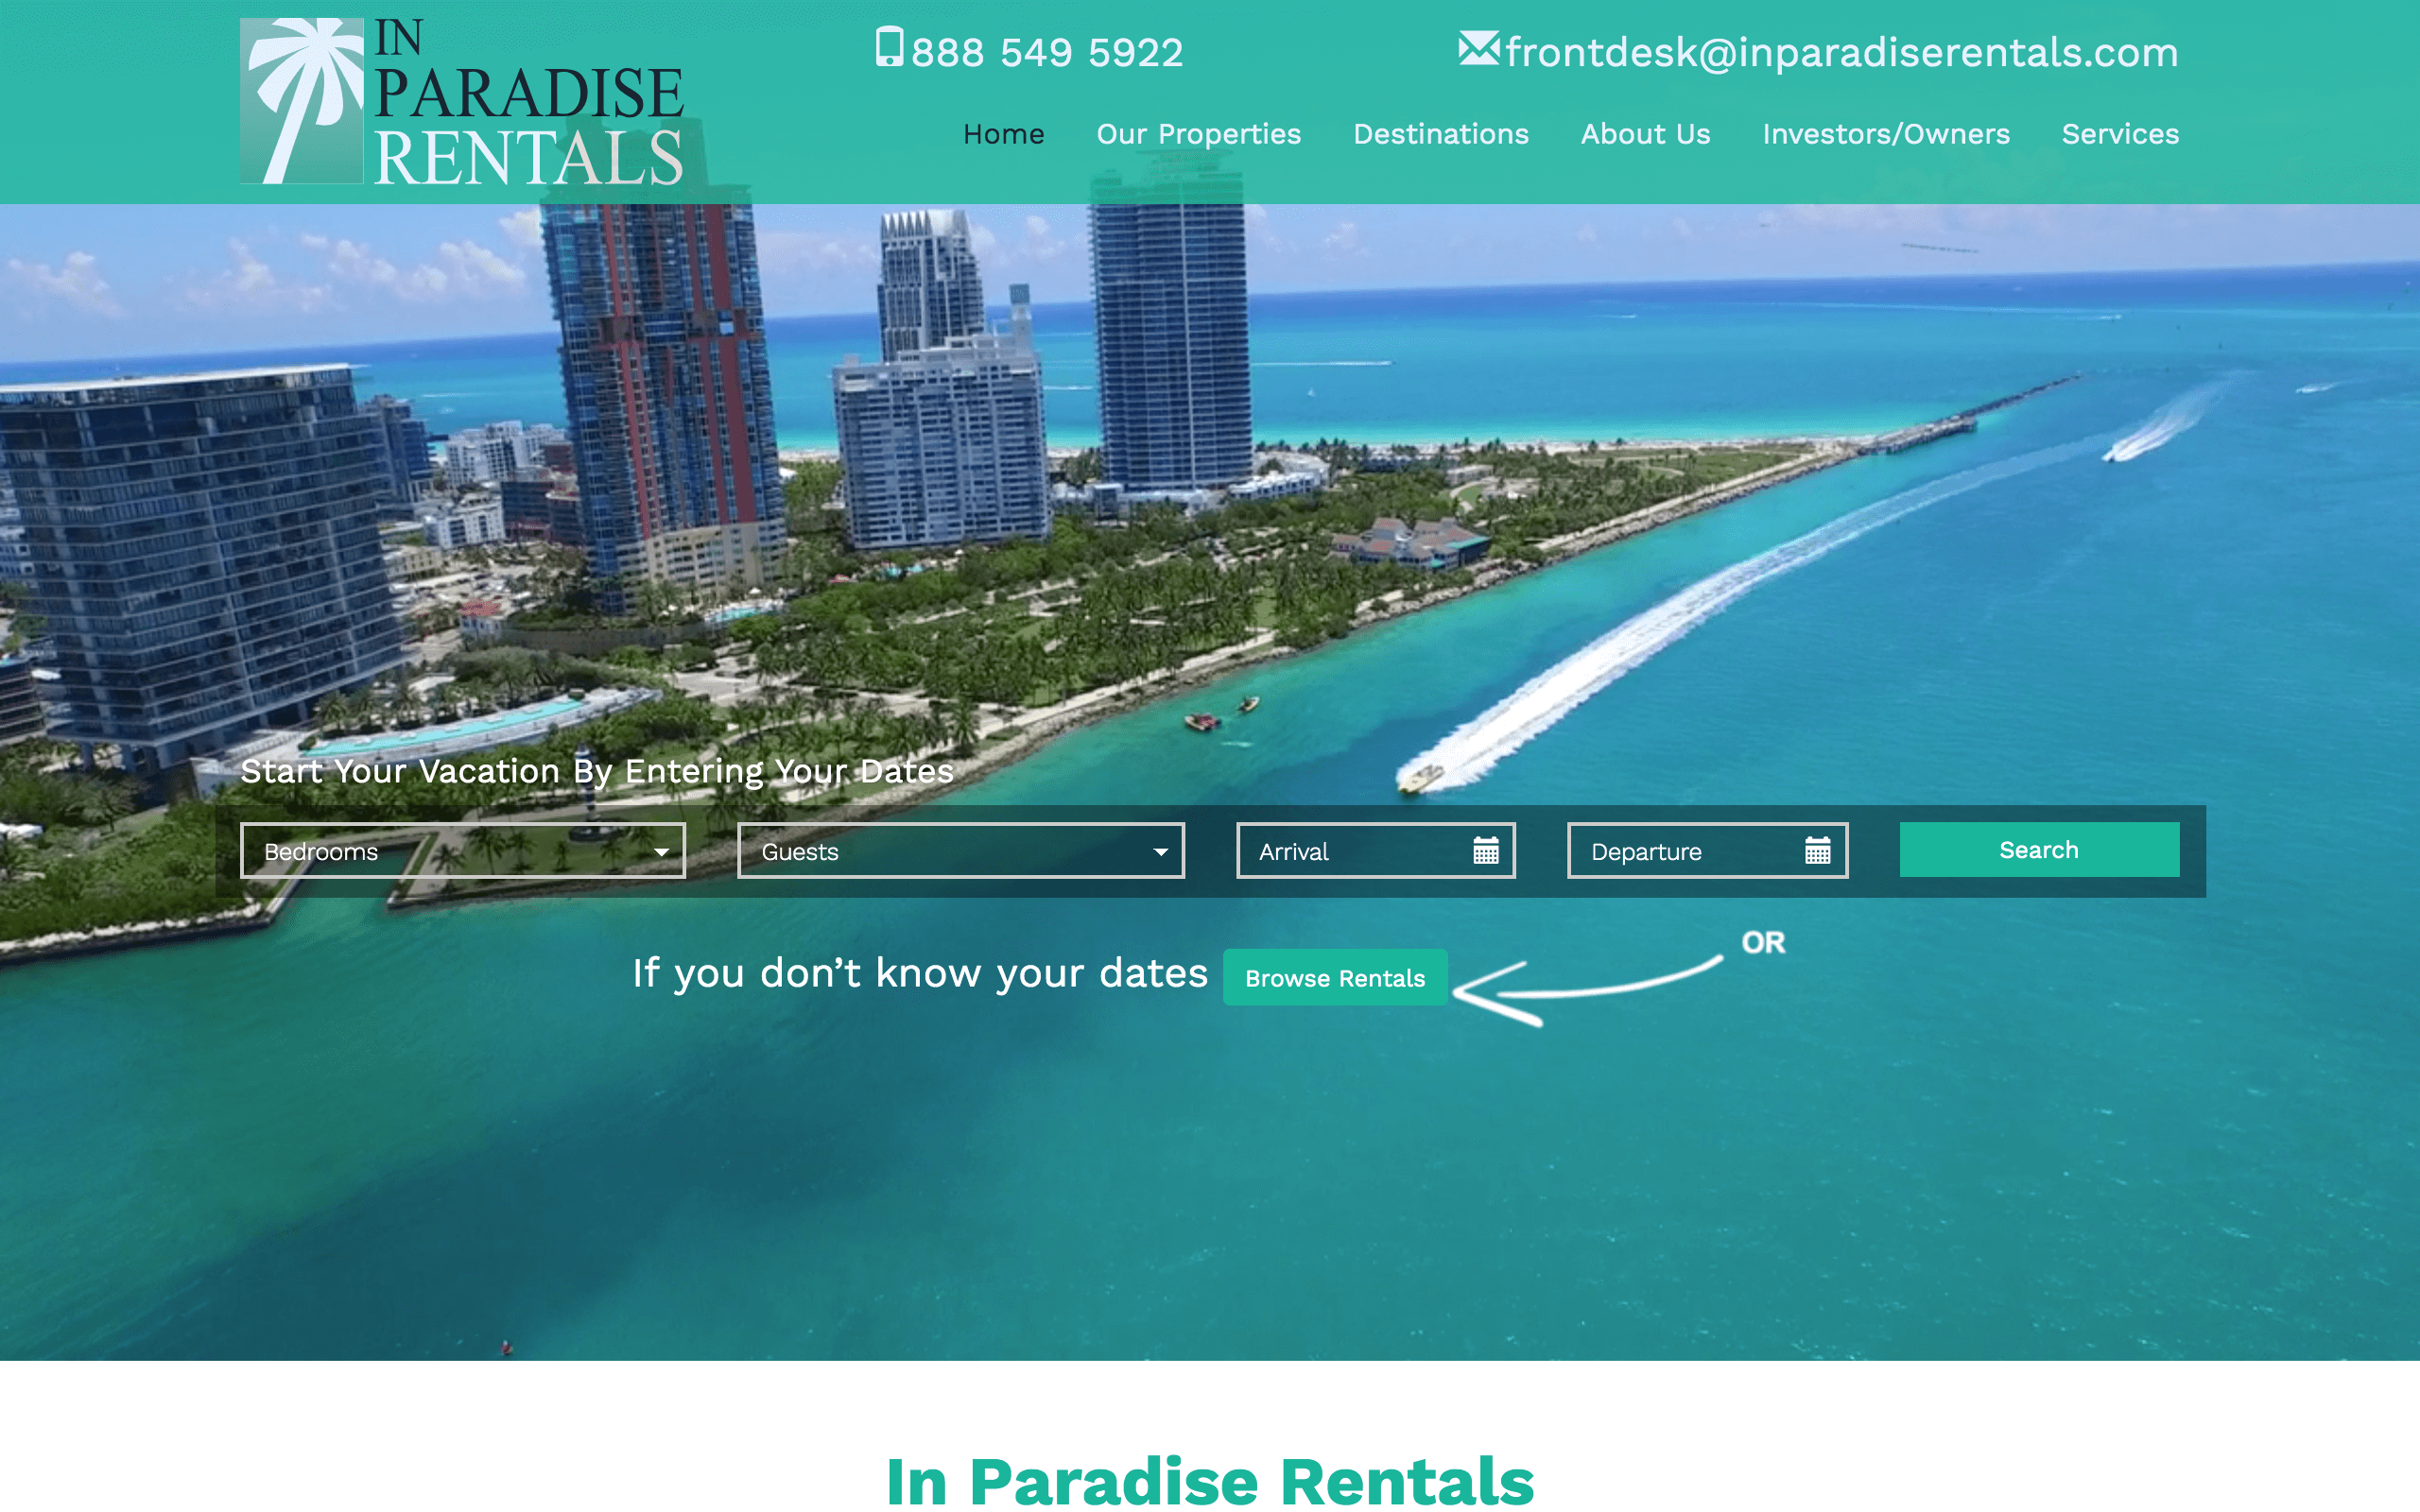 IN
PARADISE
RENTALS
888 549 5922
frontdesk@inparadiserentals.com
Home Our Properties Destinations About Us Investors/Owners Services
Start Your Vacation By Entering Your Dates
Bedrooms Guests Arrival Departure Search
OR
If you don’t know your dates Browse Rentals
In Paradise Rentals